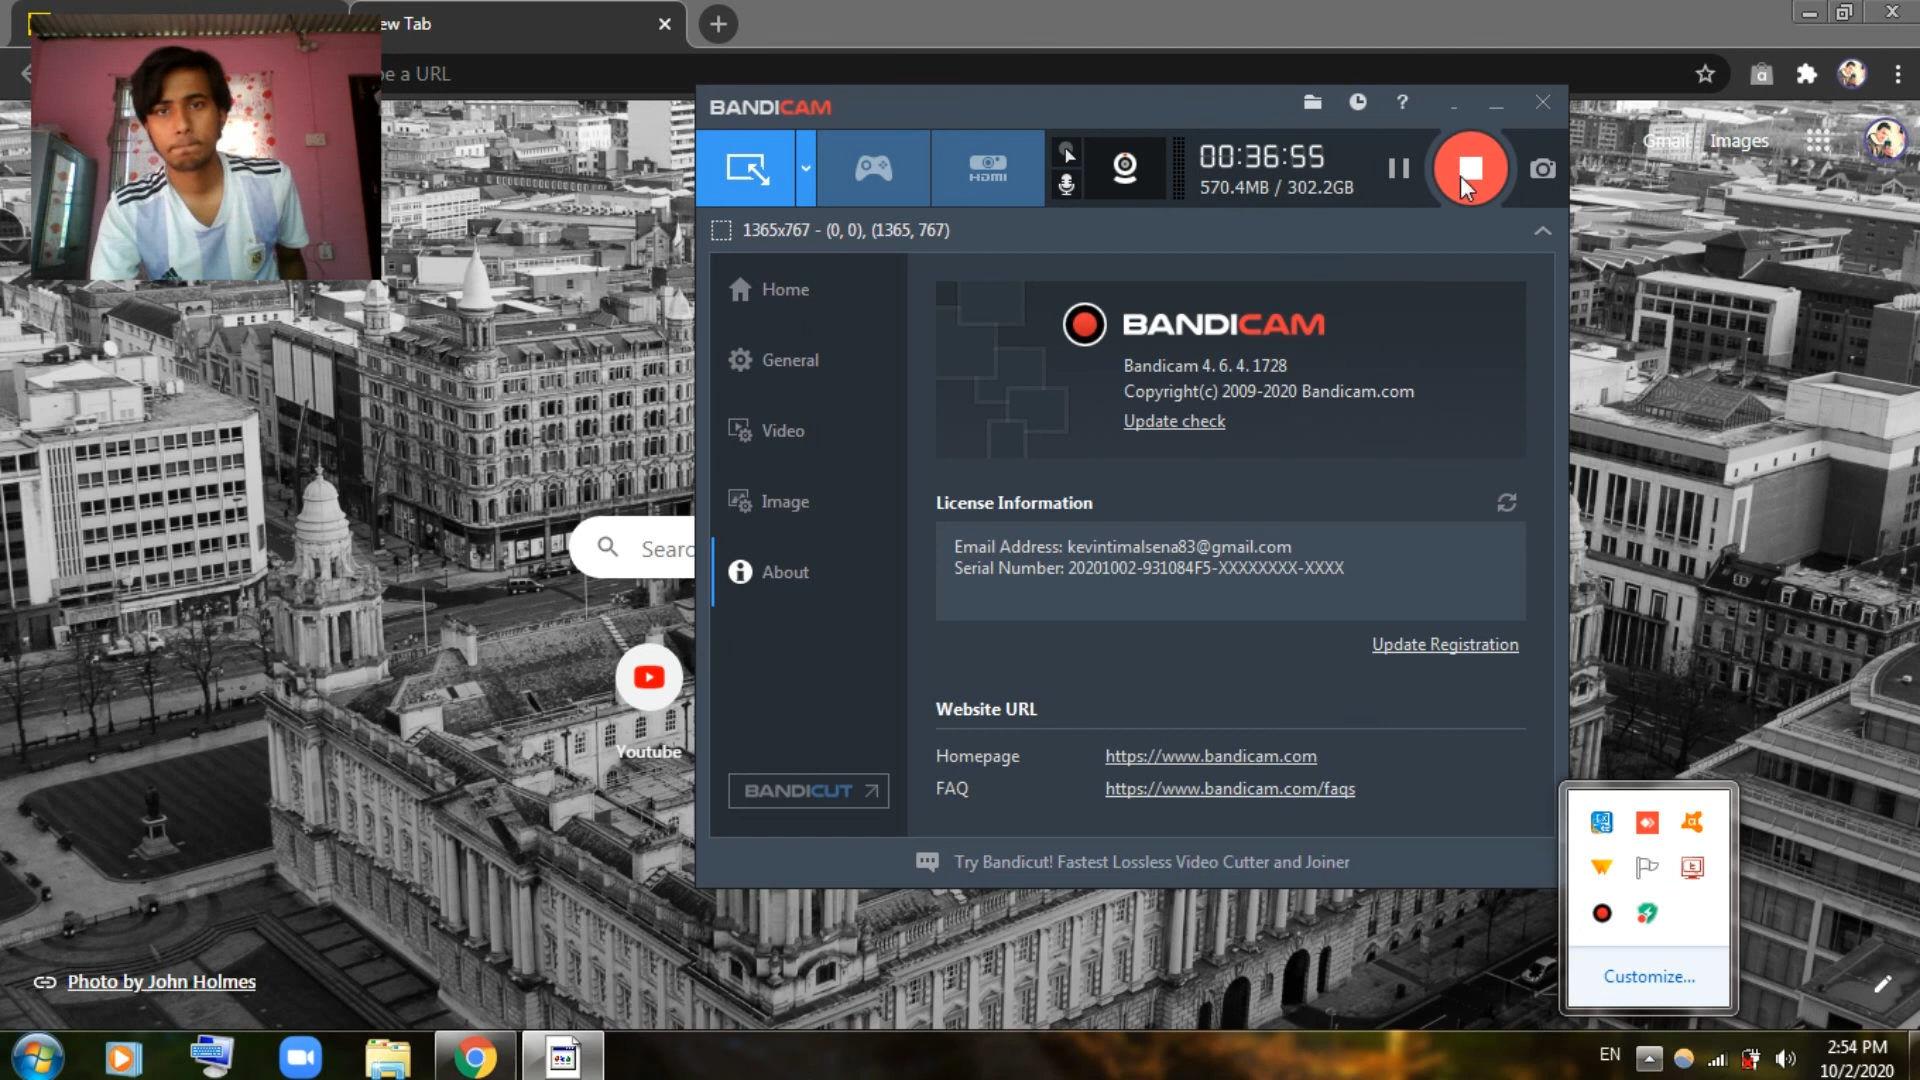 ew Tab
be a URL
BANDICAM
?
HDMI
00:36:55
570.4MB / 302.2GB
Gmail
Images
1365x767 - (0, 0), (1365, 767)
Home
General
Video
Image
About
BANDICUT
BANDICAM
Bandicam 4. 6. 4. 1728
Copyright(c) 2009-2020 Bandicam.com
Update check
License Information
Email Address: kevintimalsena83@gmail.com
Serial Number: 20201002-931084F5-XXXXXXXX-XXXX
Update Registration
Website URL
Homepage
https://www.bandicam.com
FAQ
https://www.bandicam.com/faqs
Try Bandicut! Fastest Lossless Video Cutter and Joiner
Searc
Youtube
Customize...
Photo by John Holmes
EN
2:54 PM
10/2/2020